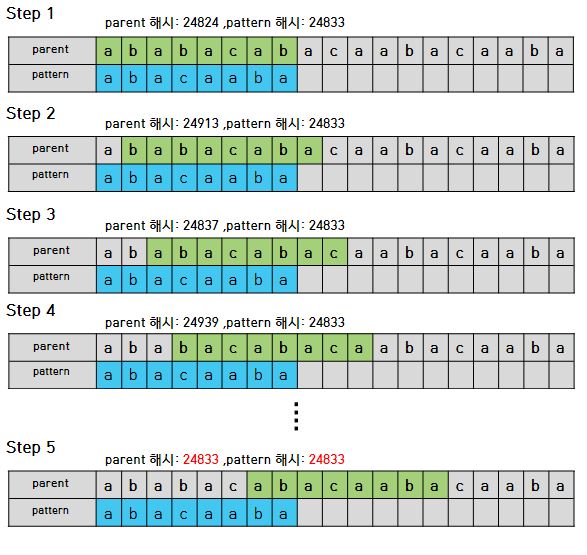 Step 1
parent 해시: 24824 ,pattern 해시: 24833
parent a b a b a c a b a c a a b a c a a b a
pattern a b a c a a b a
Step 2
parent 해시: 24913 ,pattern 해시: 24833
parent a b a b a c a b a c a a b a c a a b a
pattern a b a c a a b a
Step 3
parent 해시: 24837 ,pattern 해시: 24833
parent a b a b a c a b a c a a b a c a a b a
pattern a b a c a a b a
Step 4
parent 해시: 24939 ,pattern 해시: 24833
parent a b a b a c a b a c a a b a c a a b a
pattern a b a c a a b a
Step 5
parent 해시: 24833 ,pattern 해시: 24833
parent a b a b a c a b a c a a b a c a a b a
pattern a b a c a a b a